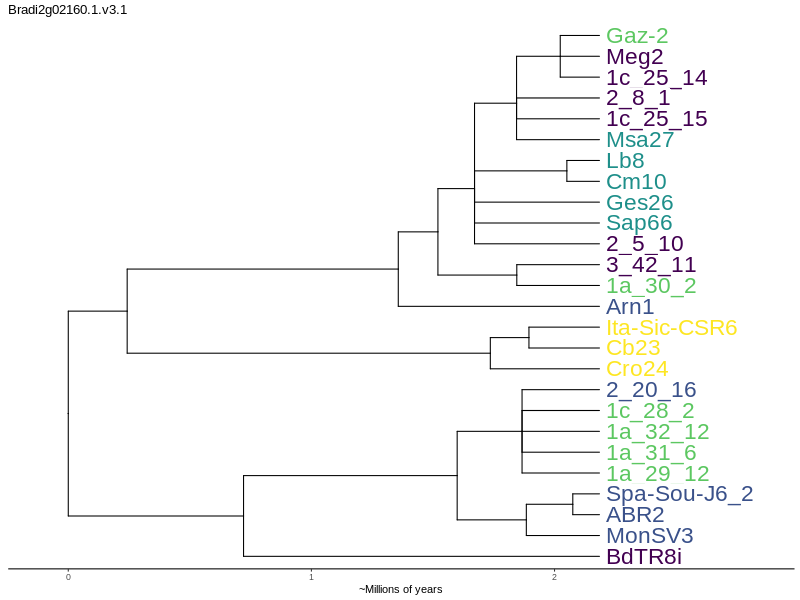 Bradi2g02160.1.v3.1
Gaz-2
Meg2
1c_25_14
2_8_1
1c_25_15
Msa27
Lb8
Cm10
Ges26
Sap66
2_5_10
3_42_11
1a_30_2
Arn1
Ita-Sic-CSR6
Cb23
Cro24
2_20_16
1c_28_2
1a_32_12
1a_31_6
1a_29_12
Spa-Sou-J6_2
ABR2
MonSV3
BdTR8i
0 1 2
~Millions of years